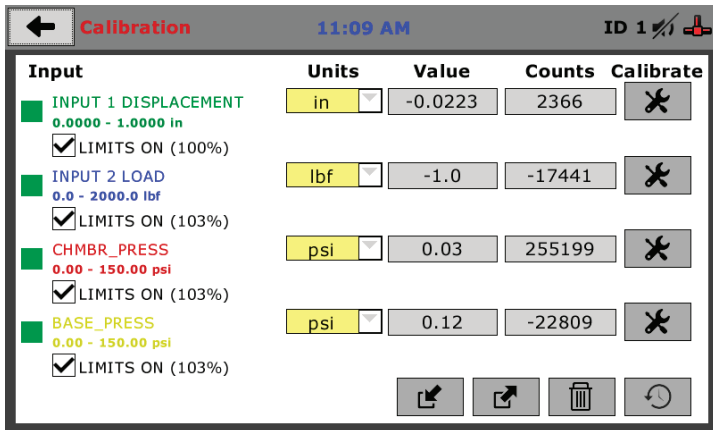 Calibration 11:09 AM ID 1
Input Units Value Counts Calibrate
INPUT 1 DISPLACEMENT in -0.0223 2366
0.0000 - 1.0000 in
LIMITS ON (100%)
INPUT 2 LOAD lbf -1.0 -17441
0.0 - 2000.0 lbf
LIMITS ON (103%)
CHMBR_PRESS psi 0.03 255199
0.00 - 150.00 psi
LIMITS ON (103%)
BASE_PRESS psi 0.12 -22809
0.00 - 150.00 psi
LIMITS ON (103%)